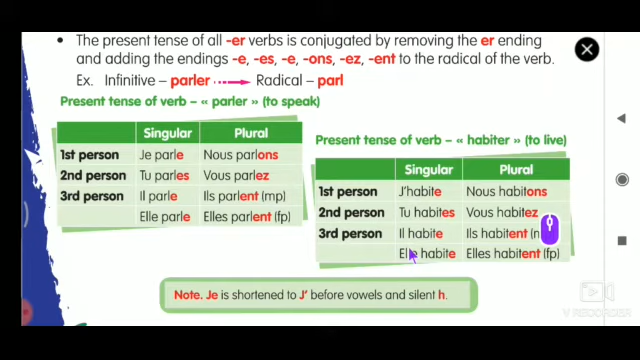 • The present tense of all -er verbs is conjugated by removing the er ending
and adding the endings -e, -es, -e, -ons, -ez, -ent to the radical of the verb.
Ex. Infinitive – parler ----→ Radical – parl
Present tense of verb – « parler » (to speak)
Singular Plural
1st person Je parle Nous parlons
2nd person Tu parles Vous parlez
3rd person Il parle Ils parlent (mp)
Elle parle Elles parlent (fp)
Present tense of verb – « habiter » (to live)
Singular Plural
1st person J'habite Nous habitons
2nd person Tu habites Vous habitez
3rd person Il habite Ils habitent
Elle habite Elles habitent (fp)
Note. Je is shortened to J' before vowels and silent h.
V RECORDER